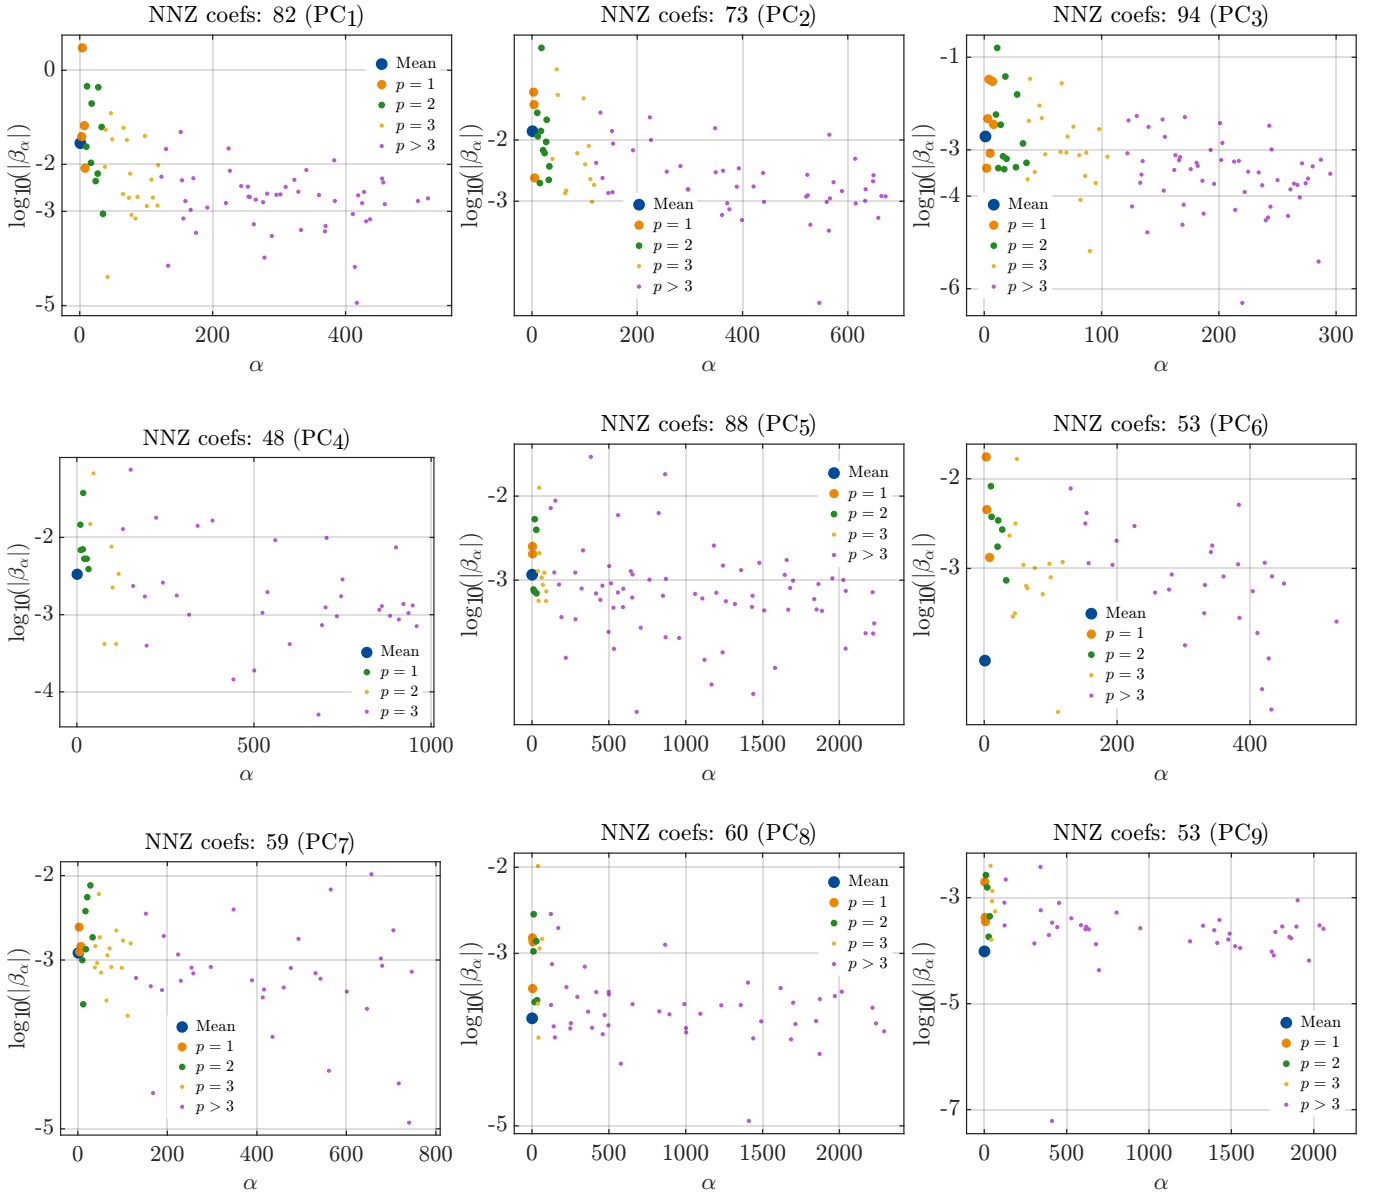 NNZ coefs: 82 (PC1)
NNZ coefs: 73 (PC2)
NNZ coefs: 94 (PC3)
log10(|βα|)
0
-2
-3
-5
0
200
400
α
Mean
p = 1
p = 2
p = 3
p > 3
log10(|βα|)
-2
-3
0
200
400
600
α
Mean
p = 1
p = 2
p = 3
p > 3
log10(|βα|)
-1
-3
-4
-6
0
100
200
300
α
Mean
p = 1
p = 2
p = 3
p > 3
NNZ coefs: 48 (PC4)
NNZ coefs: 88 (PC5)
NNZ coefs: 53 (PC6)
log10(|βα|)
-2
-3
-4
0
500
1000
α
Mean
p = 1
p = 2
p = 3
log10(|βα|)
-2
-3
0
500
1000
1500
2000
α
Mean
p = 1
p = 2
p = 3
p > 3
log10(|βα|)
-2
-3
0
200
400
α
Mean
p = 1
p = 2
p = 3
p > 3
NNZ coefs: 59 (PC7)
NNZ coefs: 60 (PC8)
NNZ coefs: 53 (PC9)
log10(|βα|)
-2
-3
-5
0
200
400
600
800
α
Mean
p = 1
p = 2
p = 3
p > 3
log10(|βα|)
-2
-3
-5
0
500
1000
1500
2000
α
Mean
p = 1
p = 2
p = 3
p > 3
log10(|βα|)
-3
-5
-7
0
500
1000
1500
2000
α
Mean
p = 1
p = 2
p = 3
p > 3